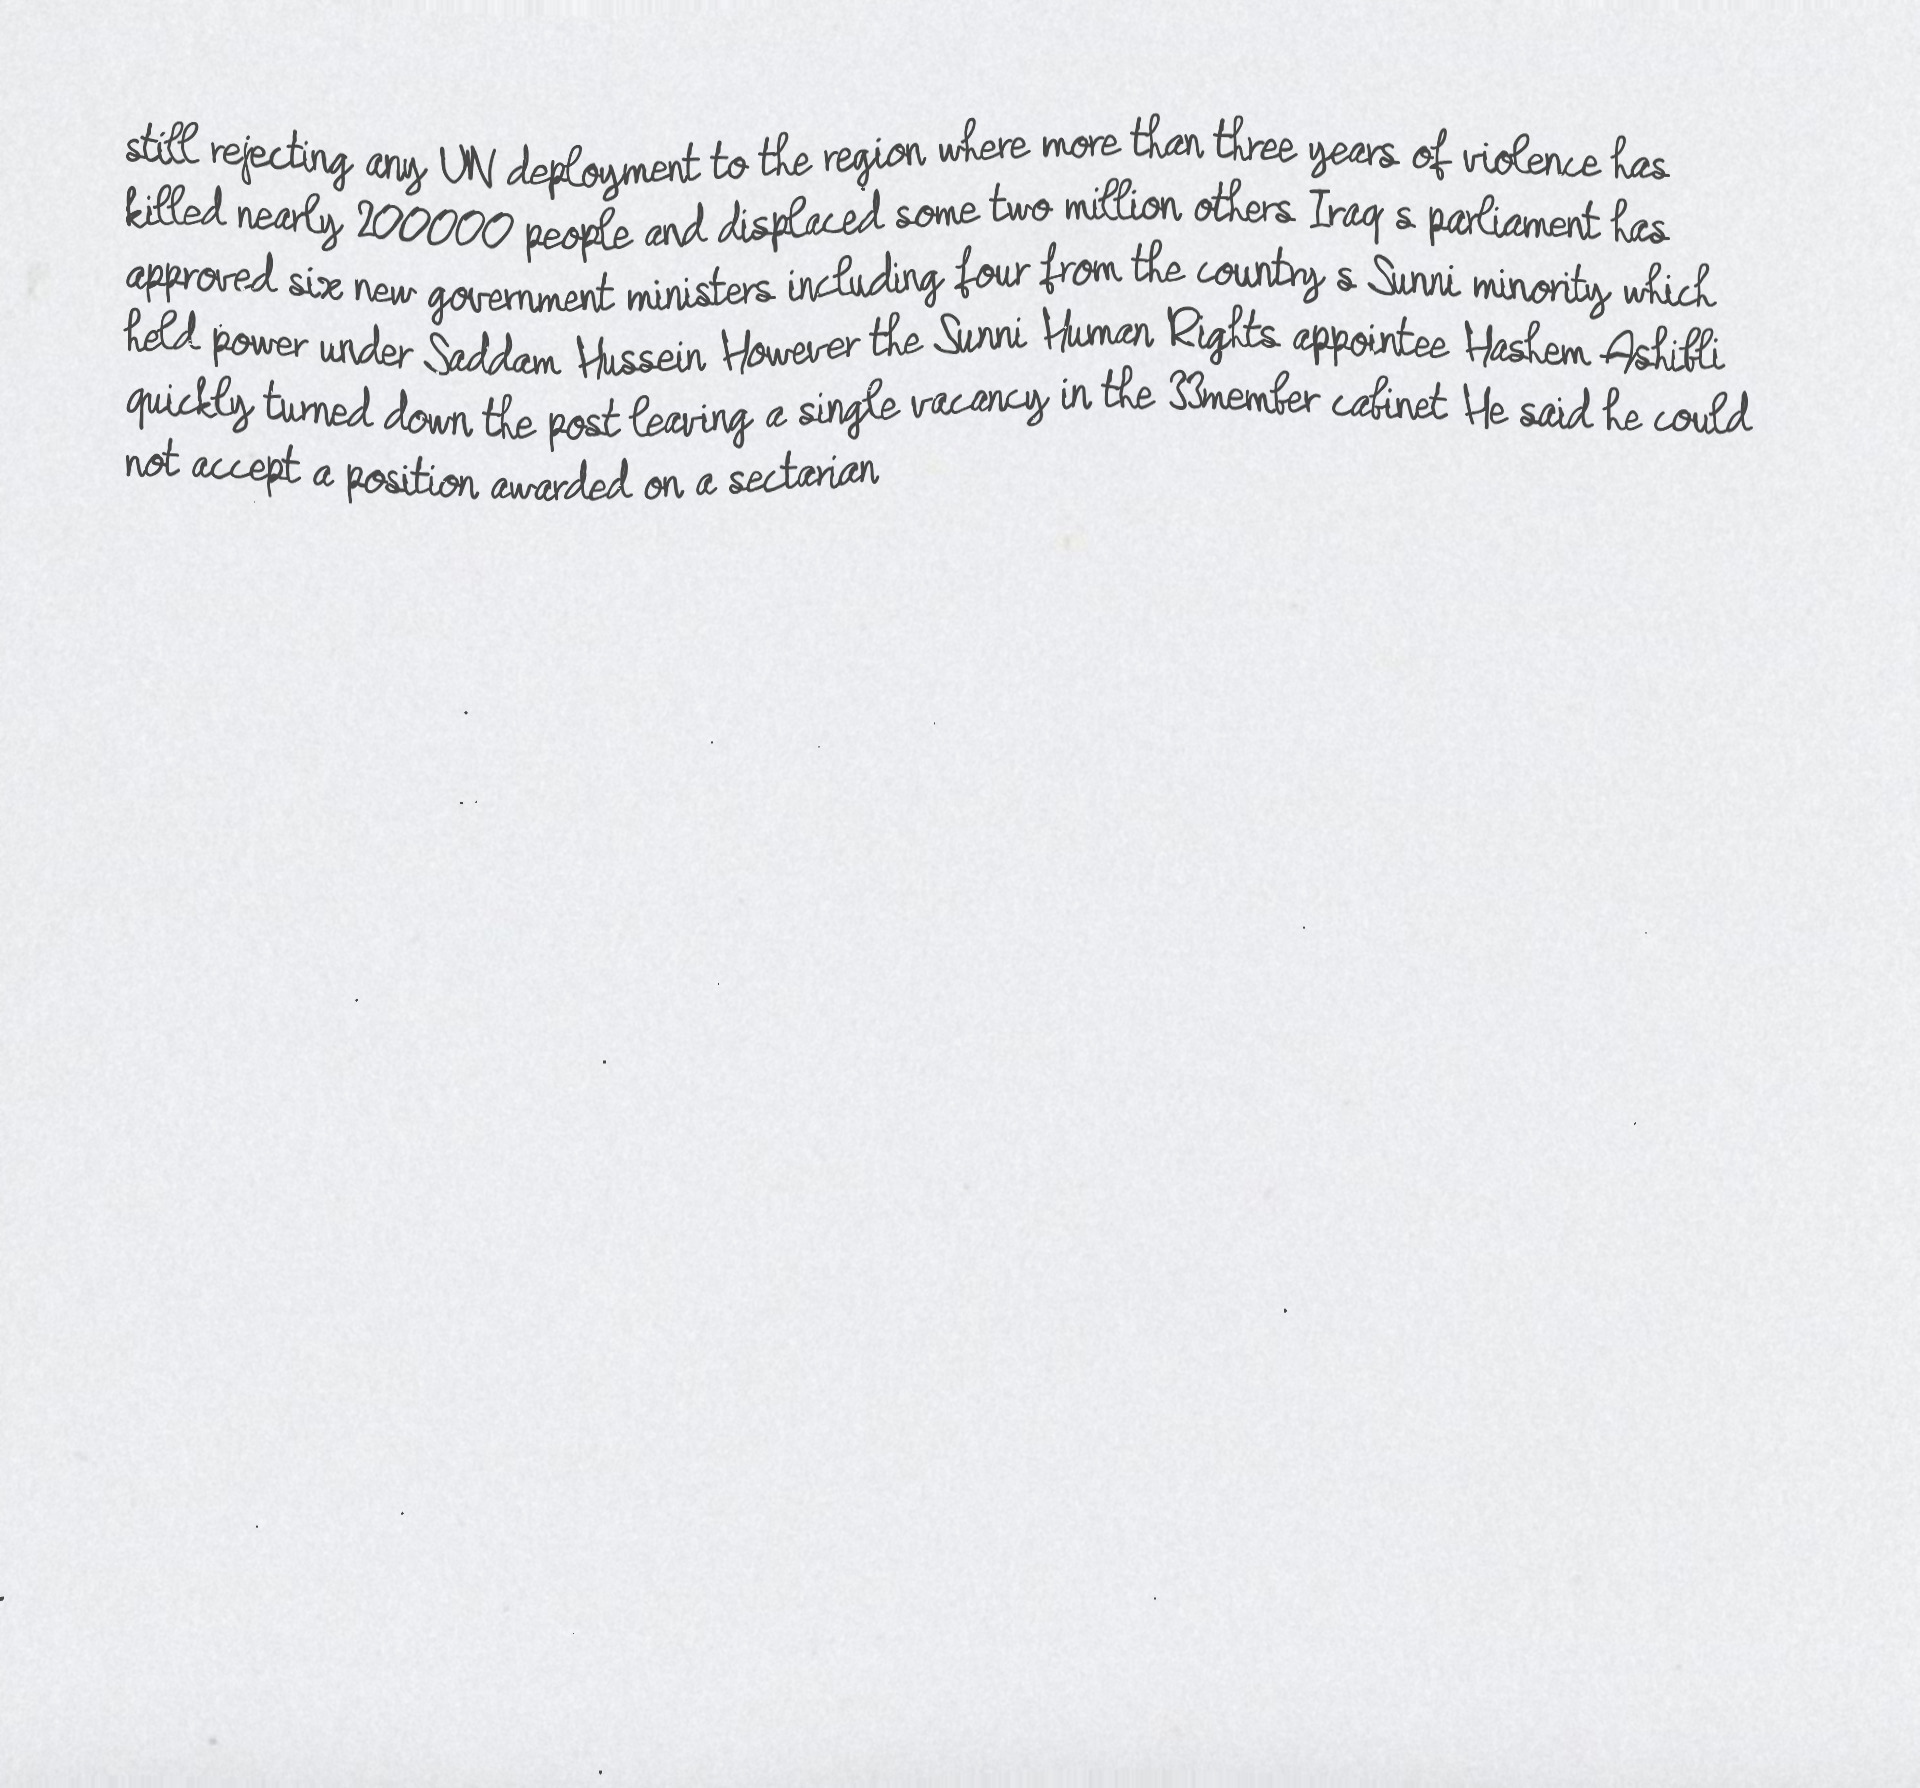 still rejecting any UN deployment to the region where more than three years of violence has
killed nearly 200000 people and displaced some two million others Iraq s parliament has
approved six new government ministers including four from the country s Sunni minority which
held power under Saddam Hussein However the Sunni Human Rights appointee Hashem Ashibli
quickly turned down the post leaving a single vacancy in the 33member cabinet He said he could
not accept a position awarded on a sectarian